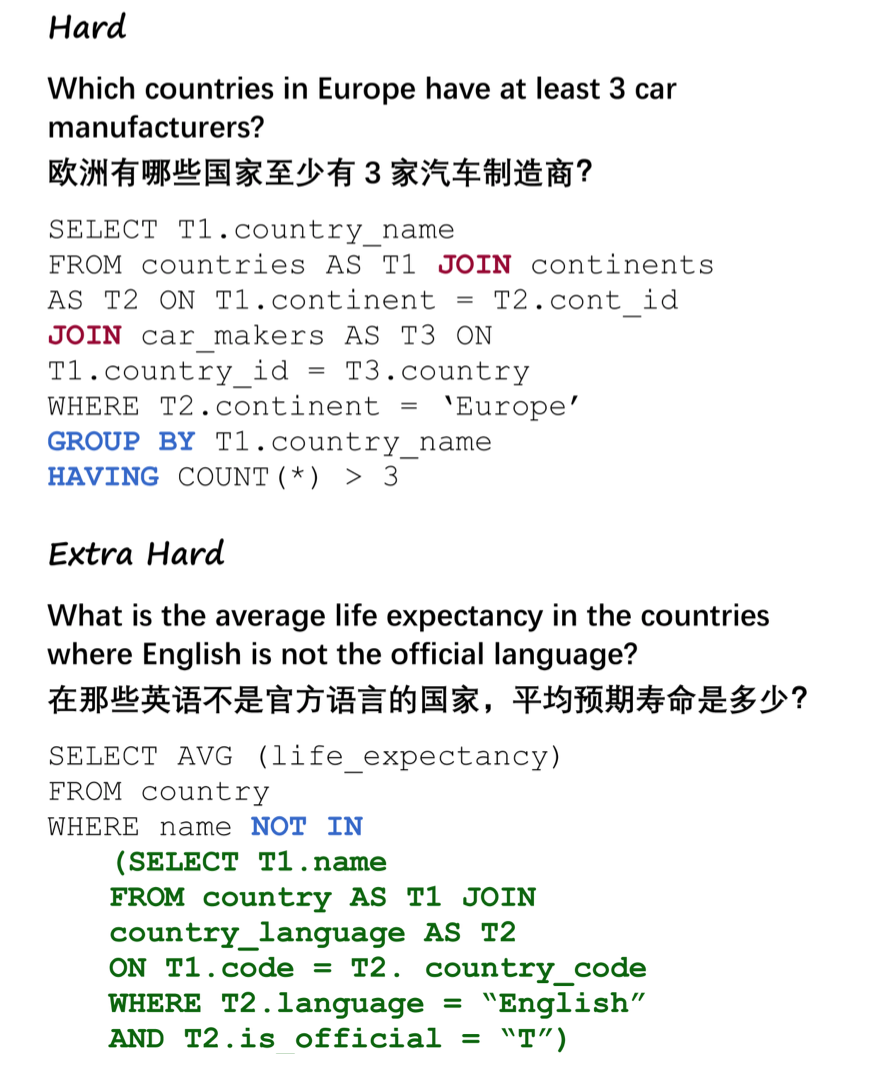 Hard
Which countries in Europe have at least 3 car
manufacturers?
欧洲有哪些国家至少有 3 家汽车制造商？
SELECT T1.country_name
FROM countries AS T1 JOIN continents
AS T2 ON T1.continent = T2.cont_id
JOIN car_makers AS T3 ON
T1.country_id = T3.country
WHERE T2.continent = ‘Europe’
GROUP BY T1.country_name
HAVING COUNT(*) > 3
Extra Hard
What is the average life expectancy in the countries
where English is not the official language?
在那些英语不是官方语言的国家，平均预期寿命是多少？
SELECT AVG (life_expectancy)
FROM country
WHERE name NOT IN
(SELECT T1.name
FROM country AS T1 JOIN
country_language AS T2
ON T1.code = T2. country_code
WHERE T2.language = “English”
AND T2.is_official = “T”)